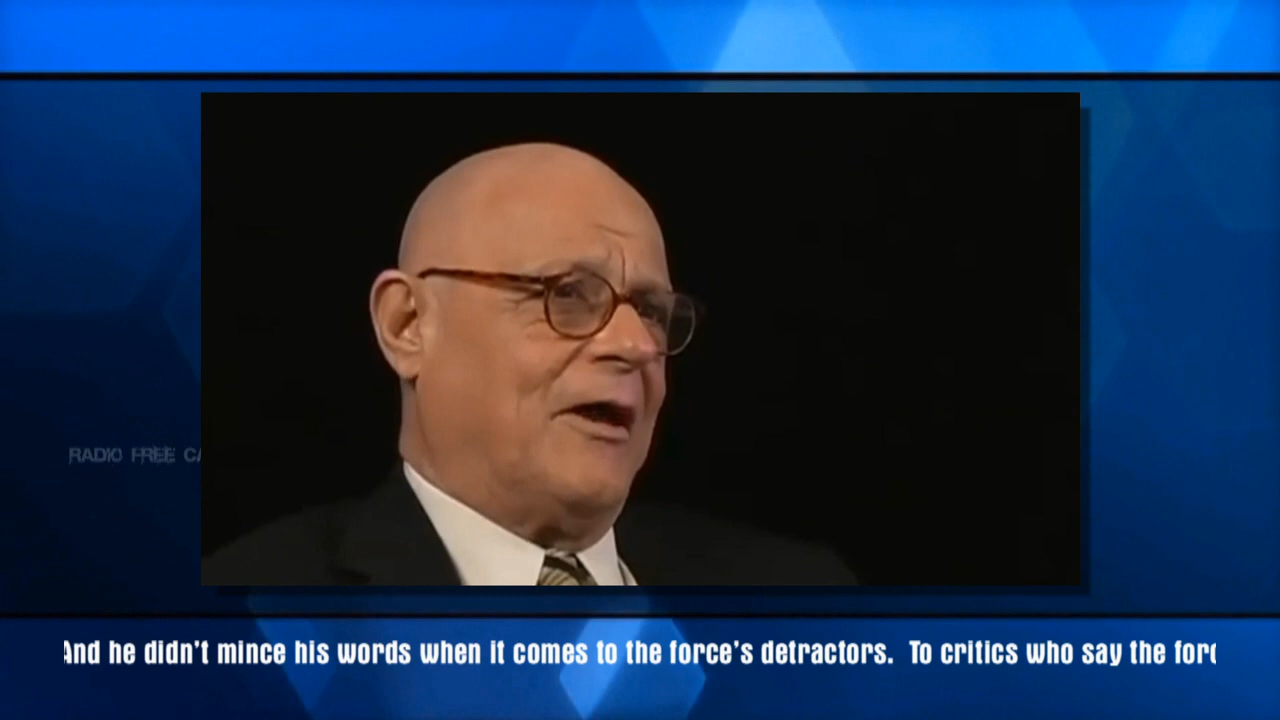 RADIO FREE
And he didn't mince his words when it comes to the force's detractors.  To critics who say the